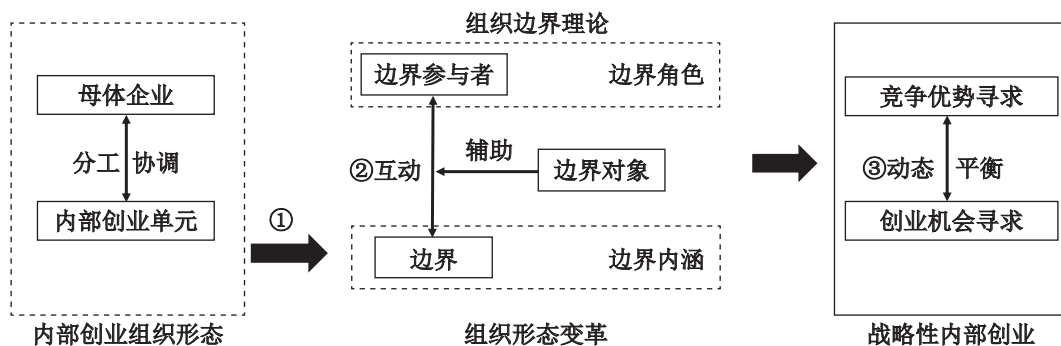 组织边界理论
母体企业
分工 协调
内部创业单元
内部创业组织形态
①
边界参与者
边界角色
②互动
辅助
边界对象
边界
边界内涵
组织形态变革
竞争优势寻求
③动态 平衡
创业机会寻求
战略性内部创业